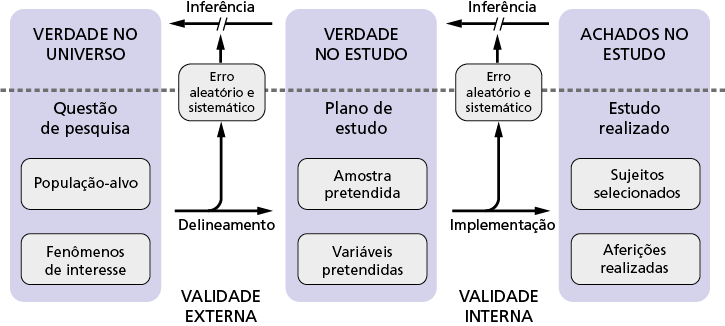 Inferência
Inferência
VERDADE NO
UNIVERSO
VERDADE
NO ESTUDO
ACHADOS NO
ESTUDO
Erro
aleatório e
sistemático
Erro
aleatório e
sistemático
Questão
de pesquisa
Plano de
estudo
Estudo
realizado
População-alvo
Amostra
pretendida
Sujeitos
selecionados
Delineamento
Implementação
Fenômenos
de interesse
Variáveis
pretendidas
Aferições
realizadas
VALIDADE
EXTERNA
VALIDADE
INTERNA